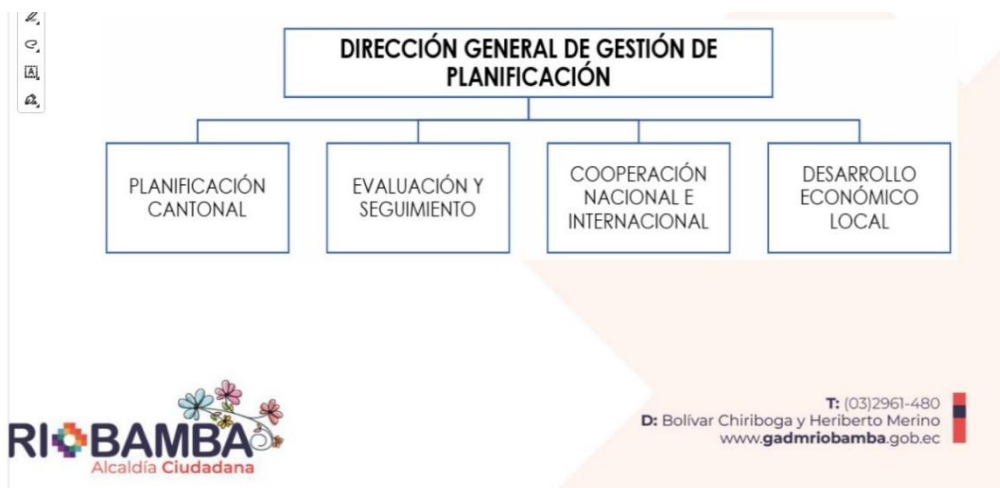 DIRECCIÓN GENERAL DE GESTIÓN DE
PLANIFICACIÓN
PLANIFICACIÓN
CANTONAL
EVALUACIÓN Y
SEGUIMIENTO
COOPERACIÓN
NACIONAL E
INTERNACIONAL
DESARROLLO
ECONÓMICO
LOCAL
RIOBAMBA
Alcaldía Ciudadana
T: (03)2961-480
D: Bolívar Chiriboga y Heriberto Merino
www.gadmriobamba.gob.ec